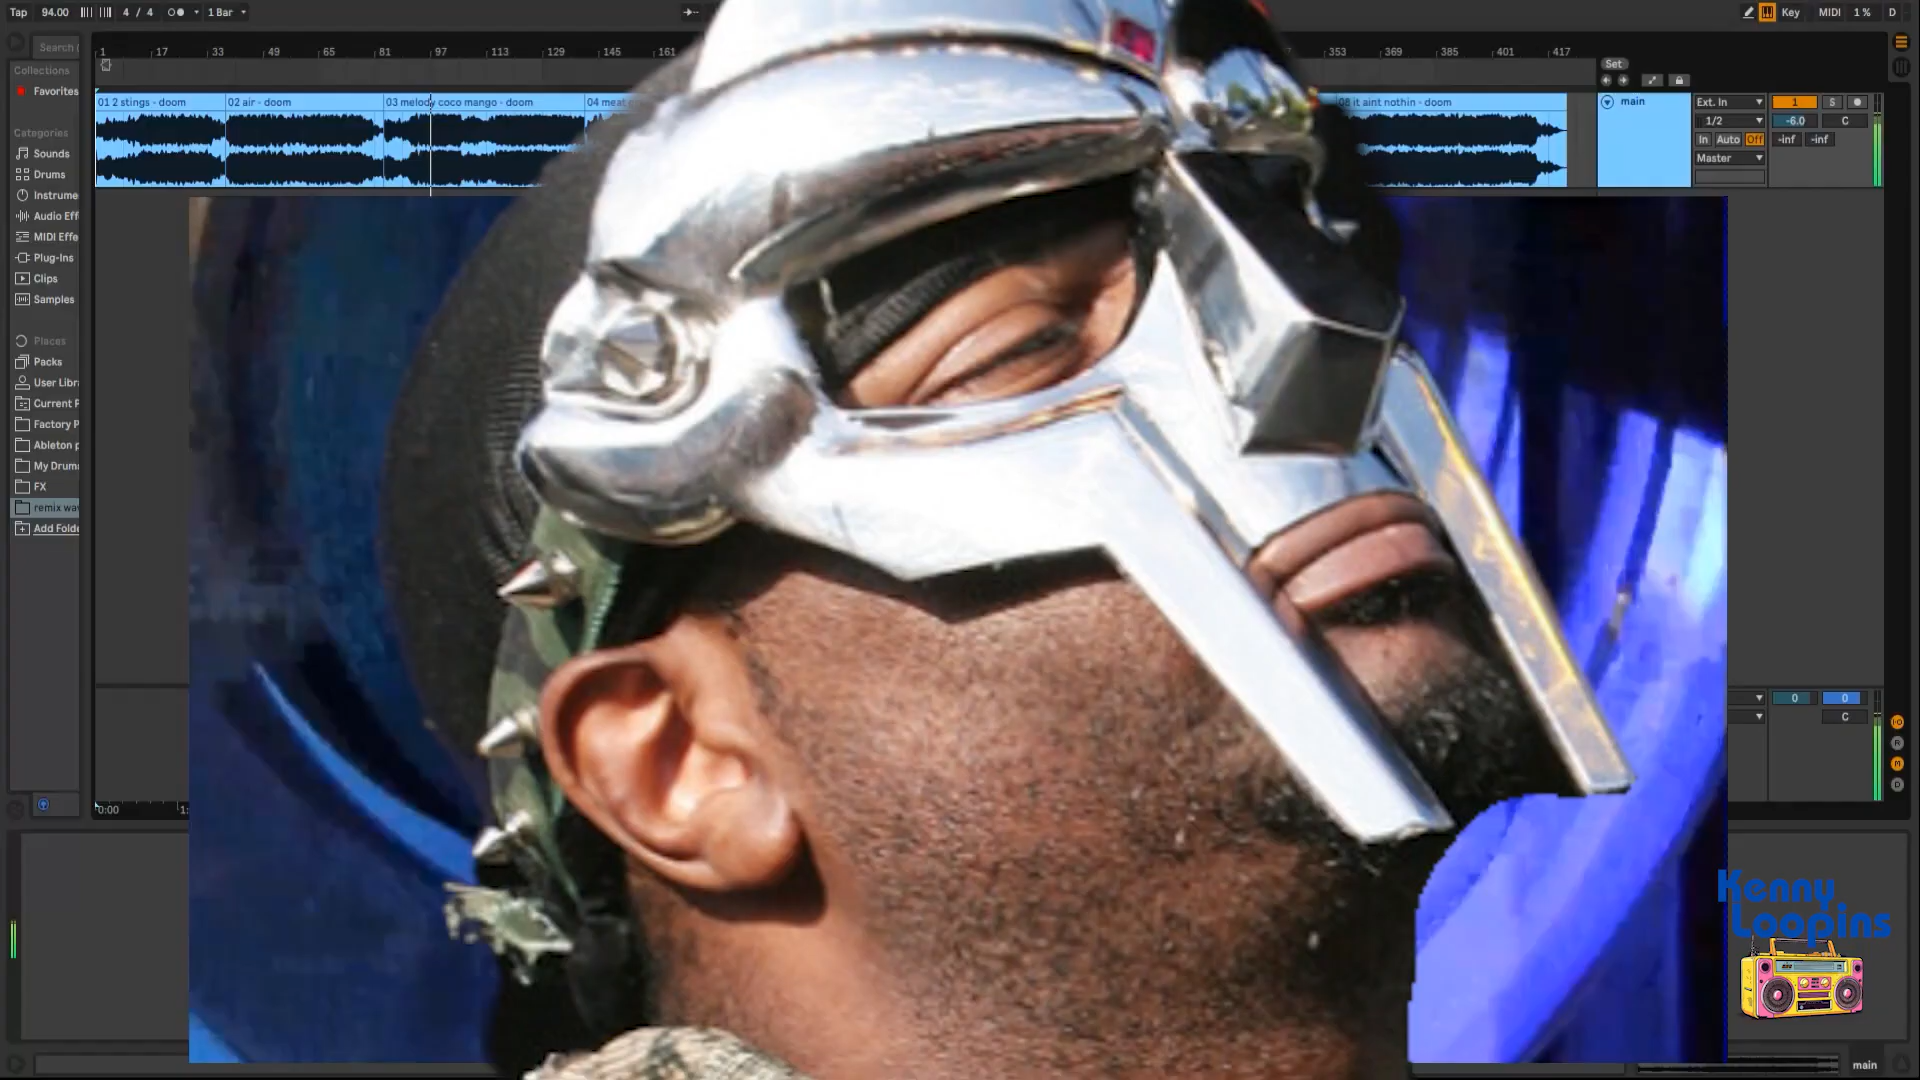 Tap 94.00 4 / 4 1 Bar
Key MIDI 1 % D
Search
1 17 33 49 65 81 97 113 129 145 161 353 369 385 401 417
Set
Collections
Favorites
Categories
Sounds
Drums
Instrume
Audio Eff
MIDI Effe
Plug-Ins
Clips
Samples
Places
Packs
User Libr
Current P
Factory P
Ableton p
My Drum
FX
remix wav
Add Folde
01 2 stings - doom
02 air - doom
03 melody coco mango - doom
04 meat
08 it aint nothin - doom
main
Ext. In 1 S
1/2 -6.0 C
In Auto Off -inf -inf
Master
0 0
C
I·O
R
M
D
0:00 1:
Kenny
Loopins
main